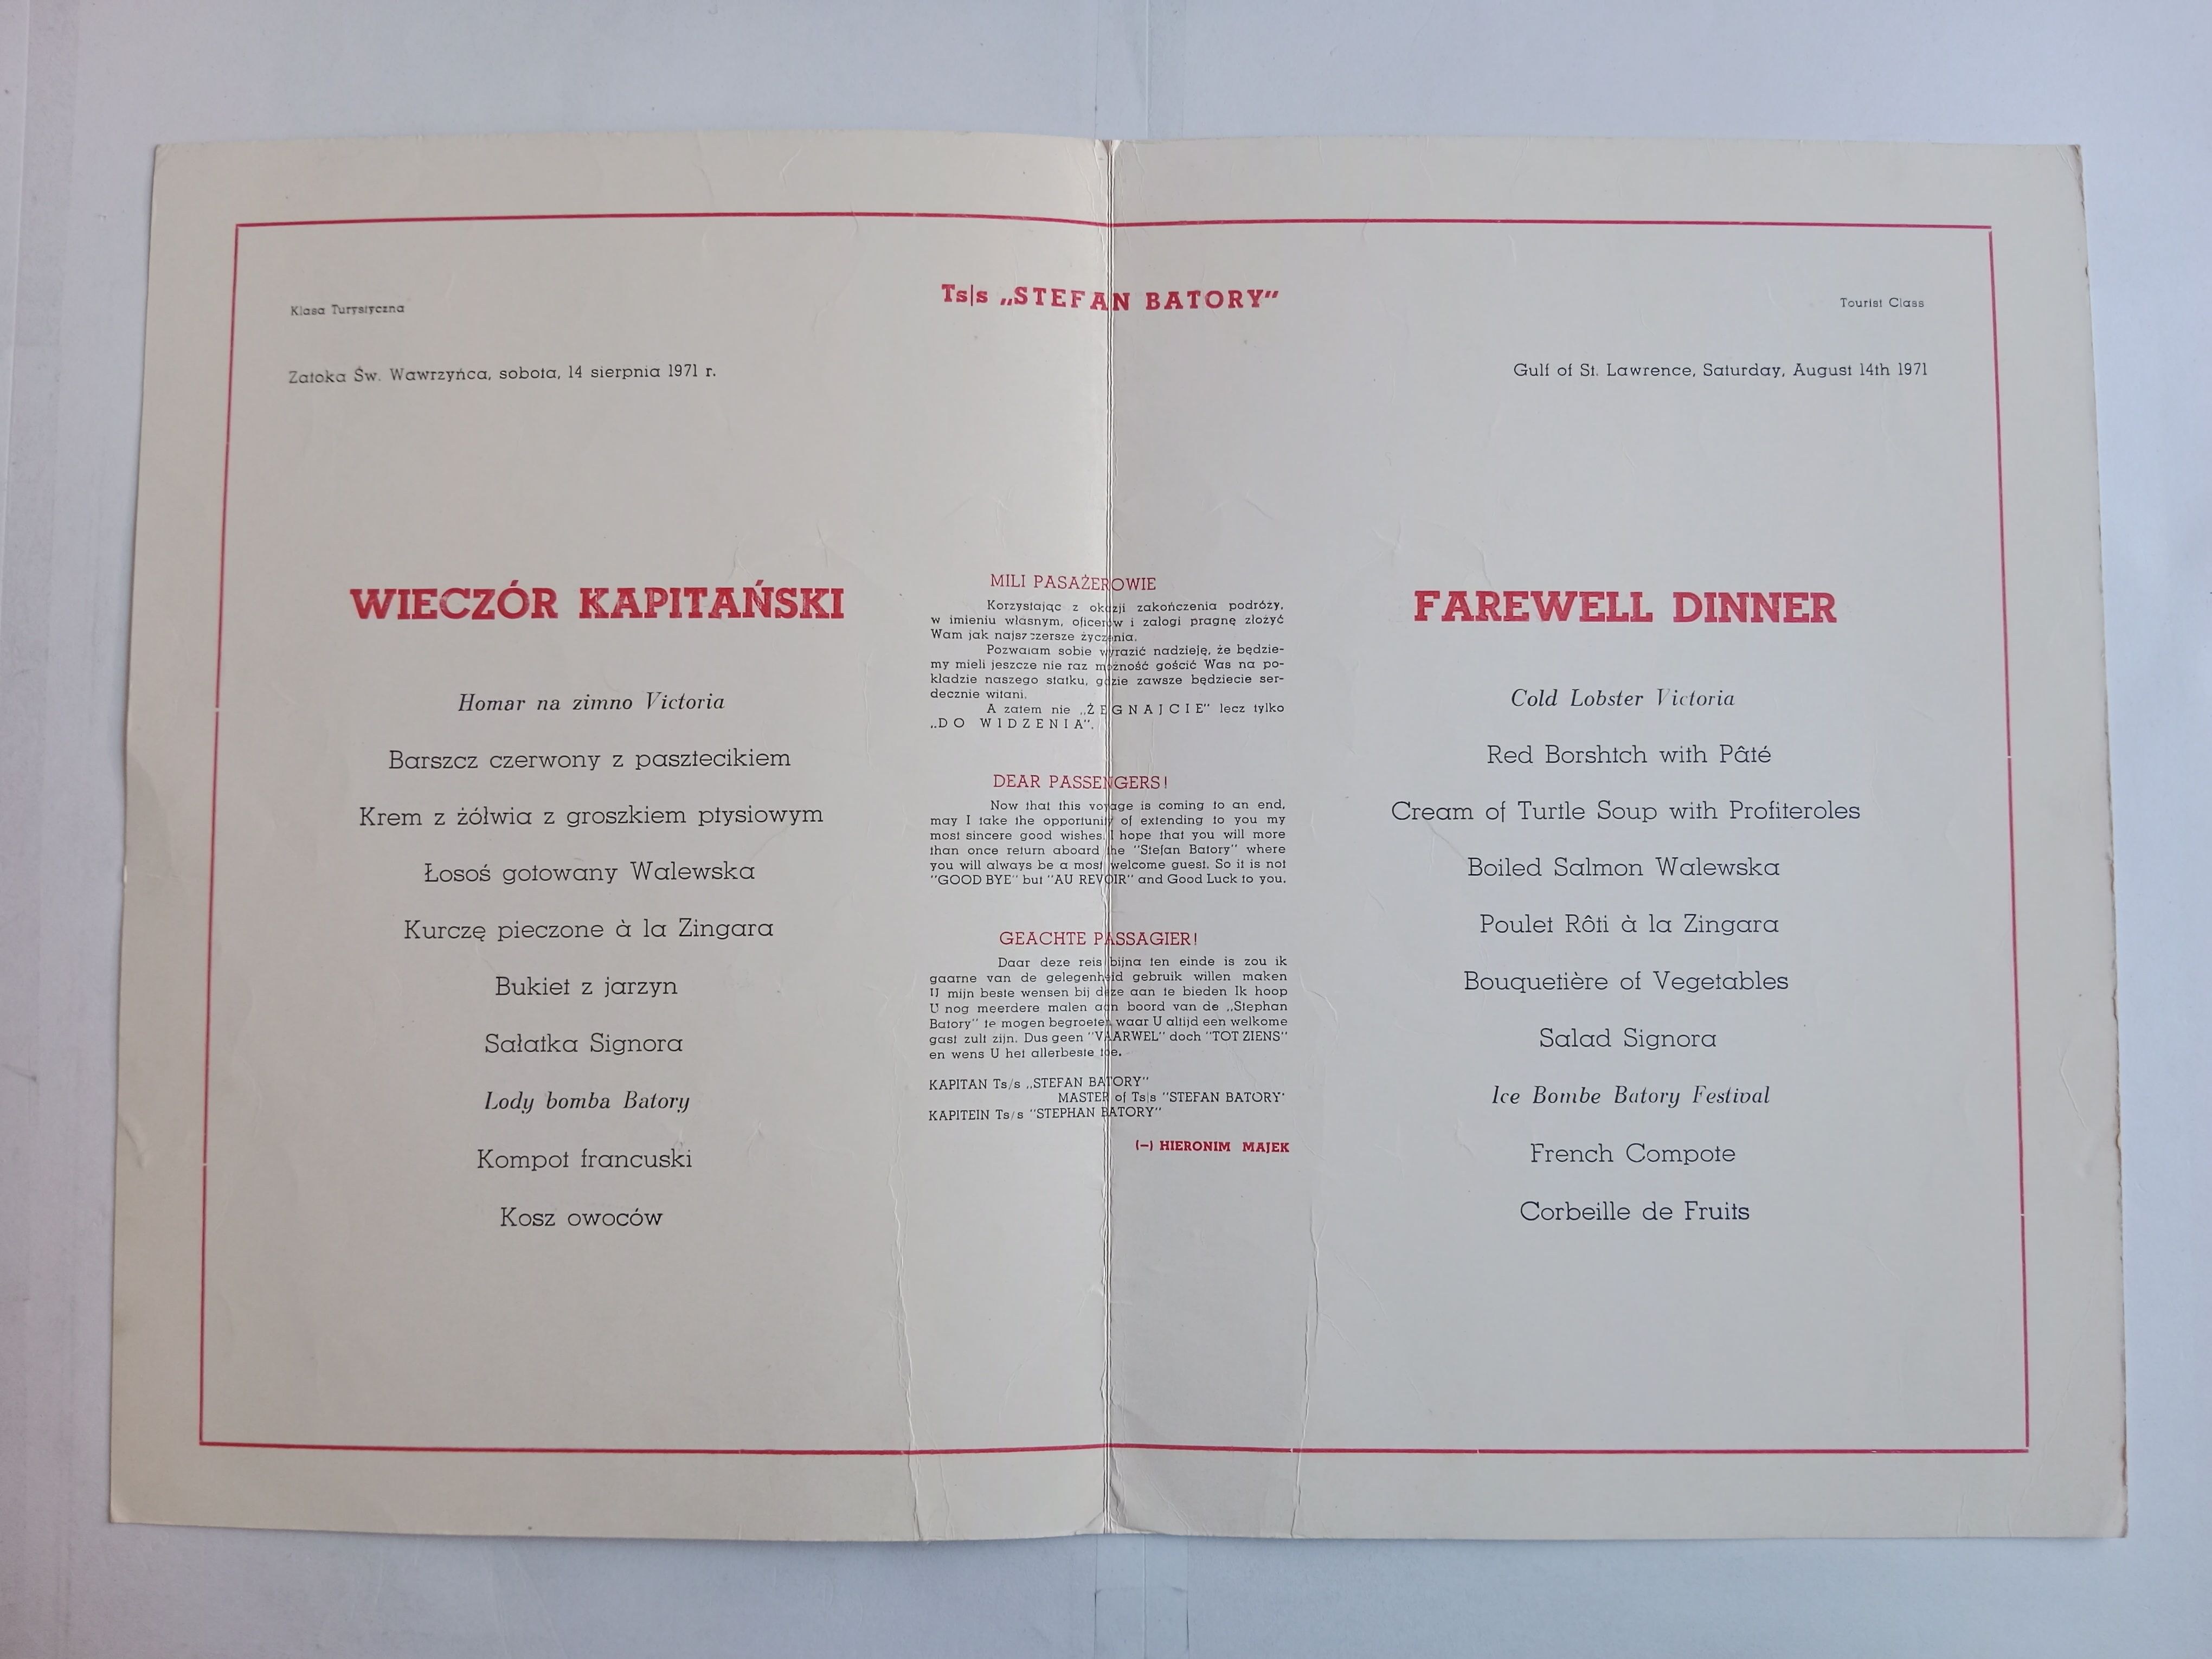 Ts|s „STEFAN BATORY"
Klasa Turystyczna
Zatoka Św. Wawrzyńca, sobota, 14 sierpnia 1971 r.
WIECZÓR KAPITAŃSKI
Homar na zimno Victoria
Barszcz czerwony z pasztecikiem
Krem z żółwia z groszkiem ptysiowym
Łosoś gotowany Walewska
Kurczę pieczone à la Zingara
Bukiet z jarzyn
Sałatka Signora
Lody bomba Batory
Kompot francuski
Kosz owoców
MILI PASAŻEROWIE
Korzystając z okazji zakończenia podróży,
w imieniu własnym, oficerów i załogi pragnę złożyć
Wam jak najszczersze życzenia.
Pozwalam sobie wyrazić nadzieję, że będzie-
my mieli jeszcze nie raz możność gościć Was na po-
kładzie naszego statku, gdzie zawsze będziecie ser-
decznie witani.
A zatem nie „ŻEGNAJCIE" lecz tylko
„DO WIDZENIA".
DEAR PASSENGERS!
Now that this voyage is coming to an end,
may I take the opportunity of extending to you my
most sincere good wishes. I hope that you will more
than once return aboard the "Stefan Batory" where
you will always be a most welcome guest. So it is not
"GOOD BYE" but "AU REVOIR" and Good Luck to you.
GEACHTE PASSAGIER!
Daar deze reis bijna ten einde is zou ik
gaarne van de gelegenheid gebruik willen maken
U mijn beste wensen bij deze aan te bieden Ik hoop
U nog meerdere malen aan boord van de „Stephan
Batory" te mogen begroeten waar U altijd een welkome
gast zult zijn. Dus geen "VAARWEL" doch "TOT ZIENS"
en wens U het allerbeste toe.
KAPITAN Ts/s „STEFAN BATORY"
MASTER of Ts|s "STEFAN BATORY'
KAPITEIN Ts/s "STEPHAN BATORY"
(—) HIERONIM MAJEK
Tourist Class
Gulf of St. Lawrence, Saturday, August 14th 1971
FAREWELL DINNER
Cold Lobster Victoria
Red Borshtch with Pâté
Cream of Turtle Soup with Profiteroles
Boiled Salmon Walewska
Poulet Rôti à la Zingara
Bouquetière of Vegetables
Salad Signora
Ice Bombe Batory Festival
French Compote
Corbeille de Fruits